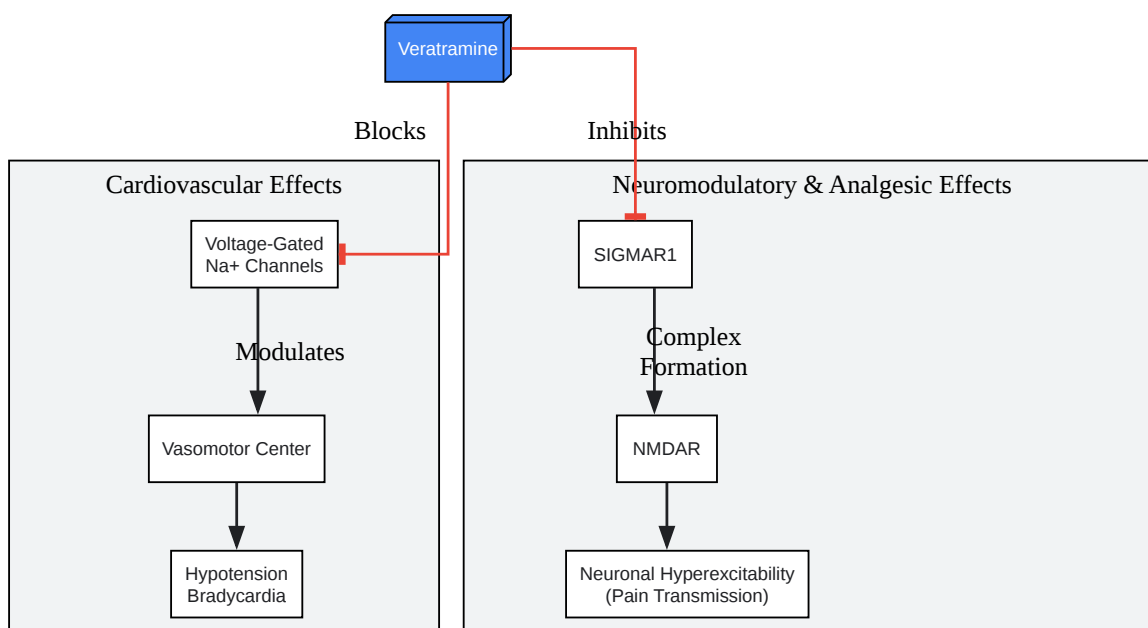 Veratramine
Blocks
Inhibits
Cardiovascular Effects
Voltage-Gated
Na+ Channels
Modulates
Vasomotor Center
Hypotension
Bradycardia
Neuromodulatory & Analgesic Effects
SIGMAR1
Complex
Formation
NMDAR
Neuronal Hyperexcitability
(Pain Transmission)